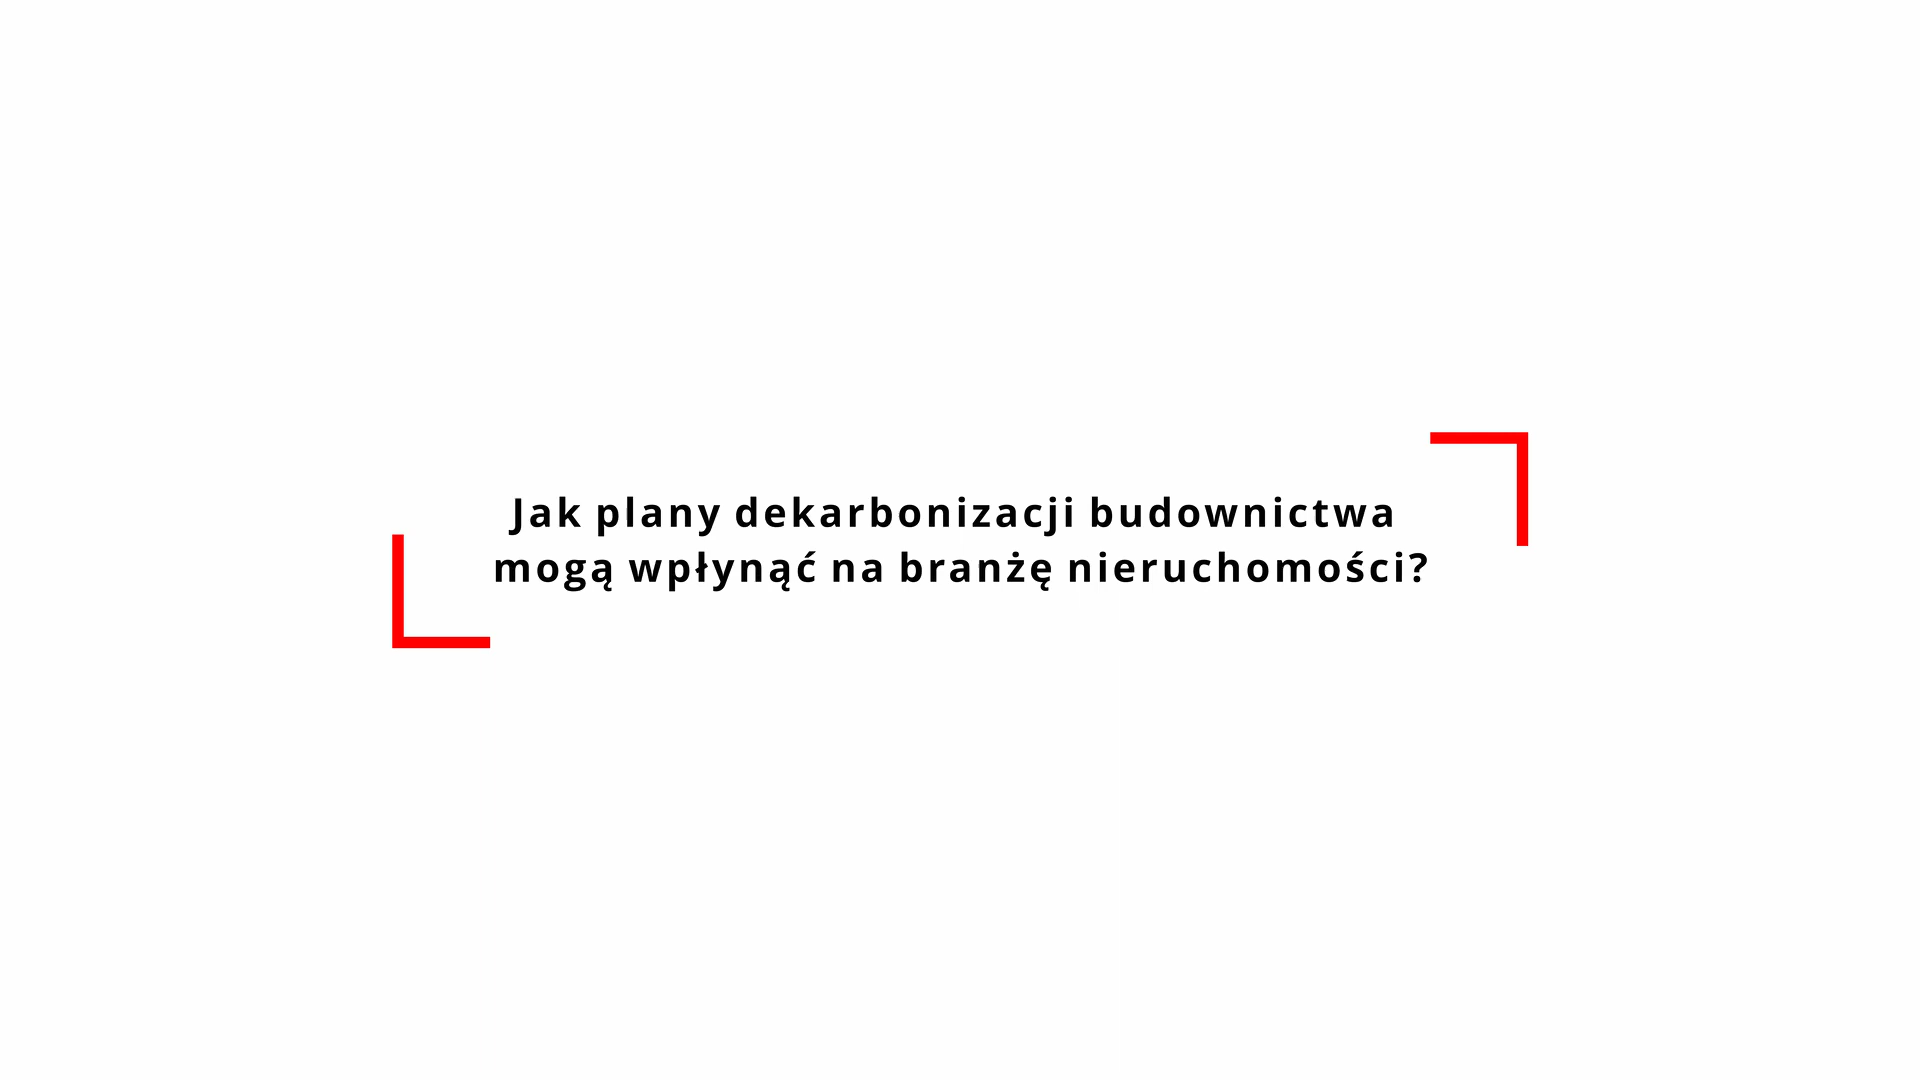 Jak plany dekarbonizacji budownictwa
mogą wpłynąć na branżę nieruchomości?